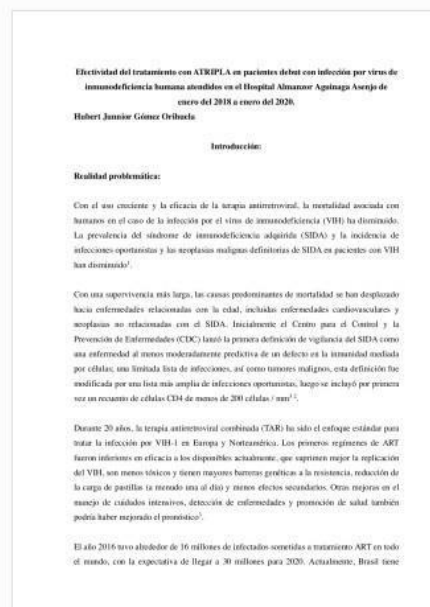 Efectividad del tratamiento con ATRIPLA en pacientes debut con infección por virus de
inmunodeficiencia humana atendidos en el Hospital Almanzor Aguinaga Asenjo de
enero del 2018 a enero del 2020.
Hubert Junnior Gómez Orihuela
Introducción:
Realidad problemática:
Con el uso creciente y la eficacia de la terapia antirretroviral, la mortalidad asociada con
humanos en el caso de la infección por el virus de inmunodeficiencia (VIH) ha disminuido.
La prevalencia del síndrome de inmunodeficiencia adquirida (SIDA) y la incidencia de
infecciones oportunistas y las neoplasias malignas definitorias de SIDA en pacientes con VIH
han disminuido¹.
Con una supervivencia más larga, las causas predominantes de mortalidad se han desplazado
hacia enfermedades relacionadas con la edad, incluidas enfermedades cardiovasculares y
neoplasias no relacionadas con el SIDA. Inicialmente el Centro para el Control y la
Prevención de Enfermedades (CDC) lanzó la primera definición de vigilancia del SIDA como
una enfermedad al menos moderadamente predictiva de un defecto en la inmunidad mediada
por células; una limitada lista de infecciones, así como tumores malignos, esta definición fue
modificada por una lista más amplia de infecciones oportunistas, luego se incluyó por primera
vez un recuento de células CD4 de menos de 200 células / mm³ ².
Durante 20 años, la terapia antirretroviral combinada (TAR) ha sido el enfoque estándar para
tratar la infección por VIH-1 en Europa y Norteamérica. Los primeros regímenes de ART
fueron inferiores en eficacia a los disponibles actualmente, que suprimen mejor la replicación
del VIH, son menos tóxicos y tienen mayores barreras genéticas a la resistencia, reducción de
la carga de pastillas (a menudo una al día) y menos efectos secundarios. Otras mejoras en el
manejo de cuidados intensivos, detección de enfermedades y promoción de salud también
podría haber mejorado el pronóstico³.
El año 2016 tuvo alrededor de 16 millones de infectados sometidas a tratamiento ART en todo
el mundo, con la expectativa de llegar a 30 millones para 2020. Actualmente, Brasil tiene